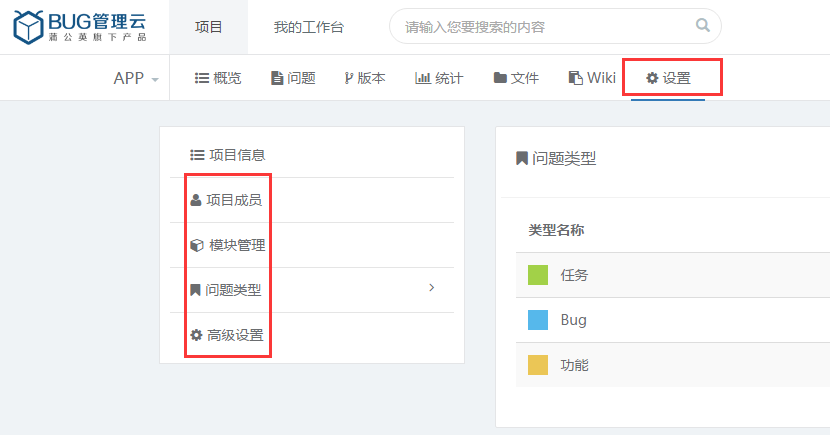 BUG管理云
蒲公英旗下产品
项目
我的工作台
请输入您要搜索的内容
APP
概览
问题
版本
统计
文件
Wiki
设置
项目信息
项目成员
模块管理
问题类型
高级设置
问题类型
类型名称
任务
Bug
功能